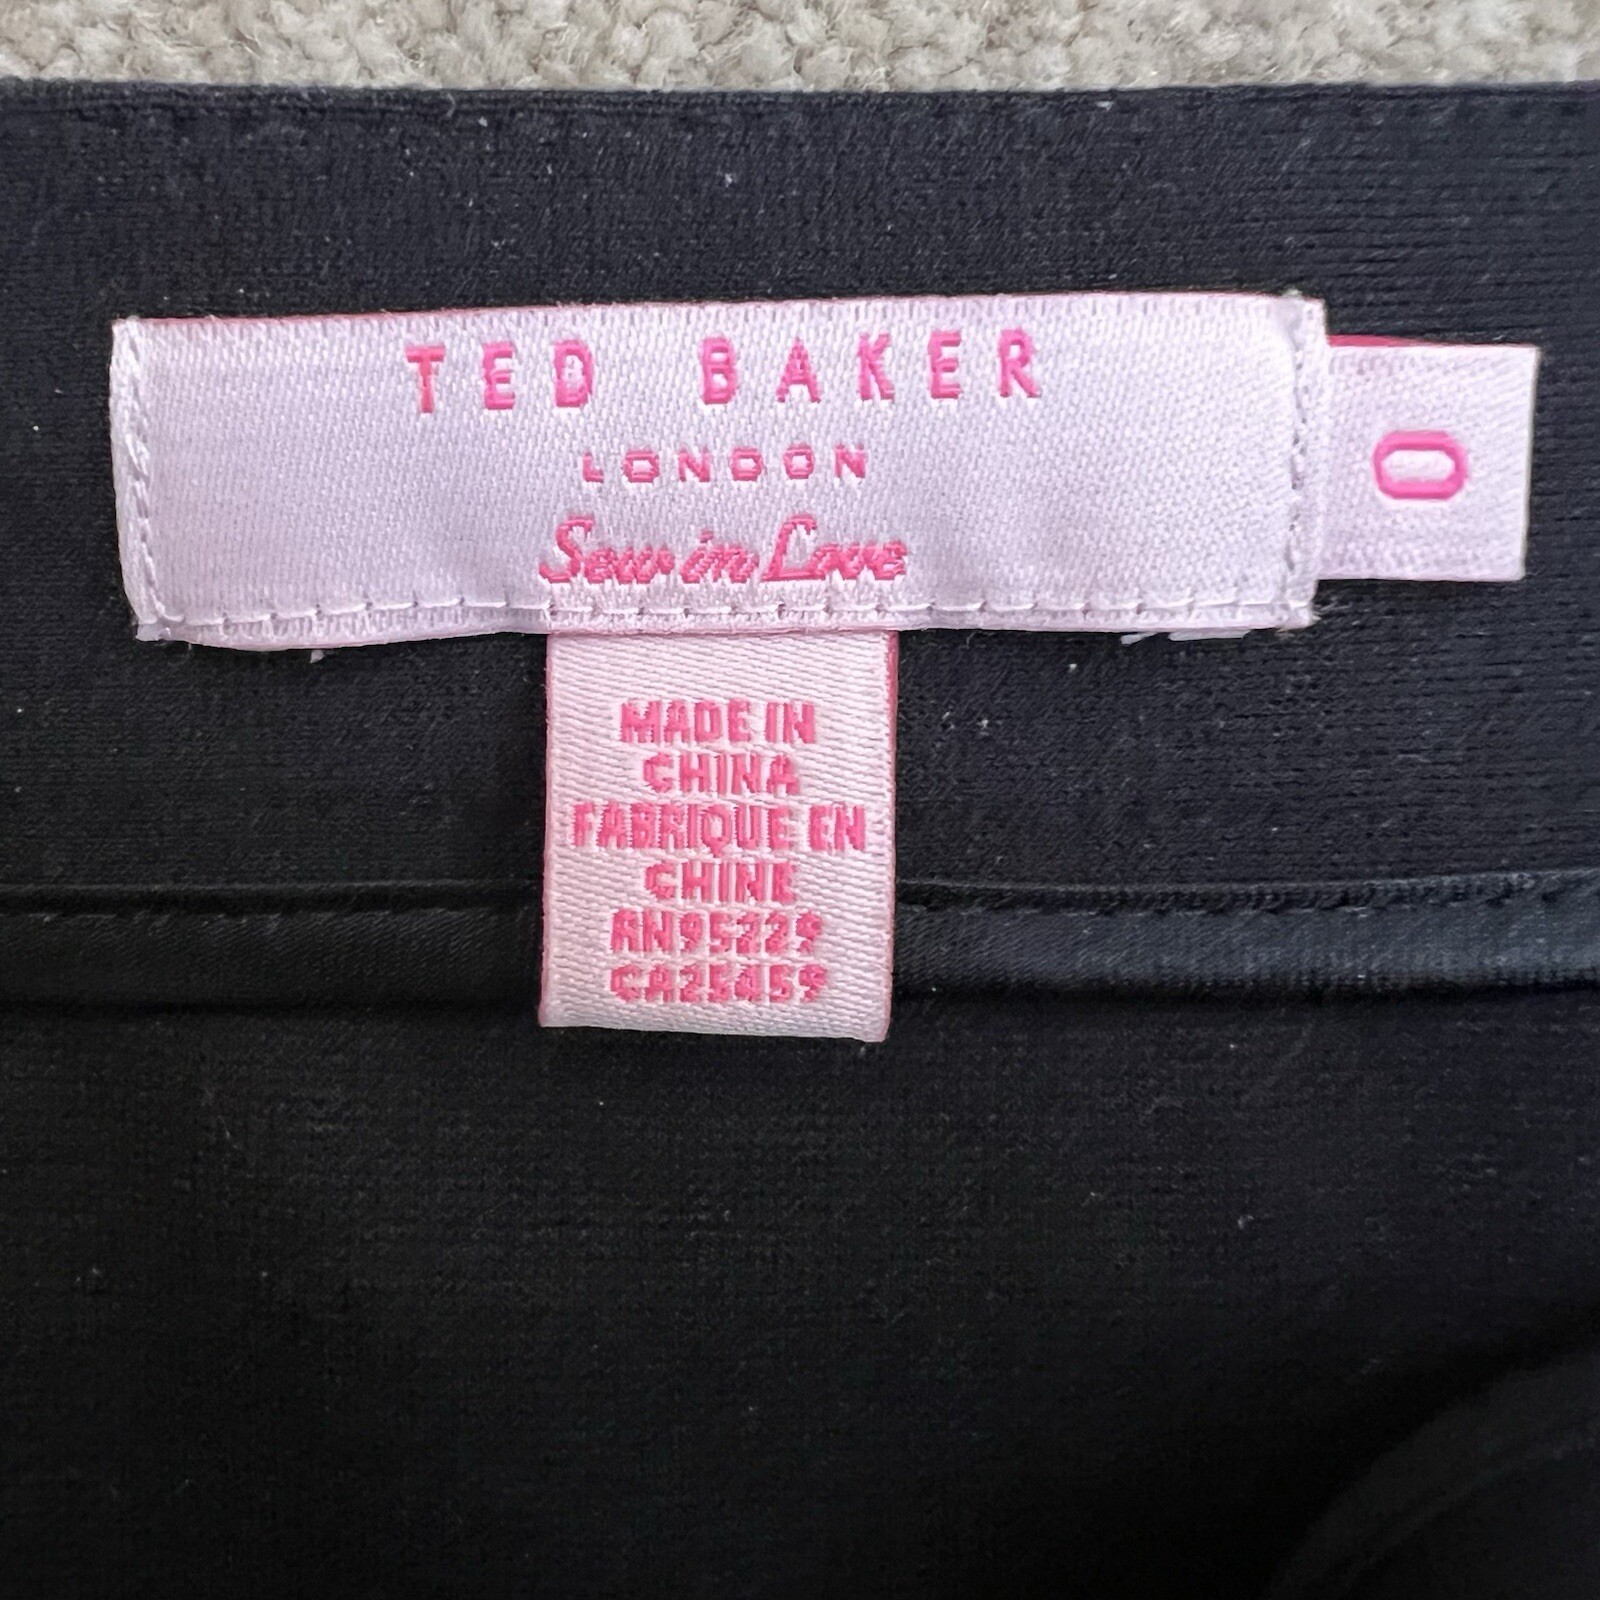 TED BAKER
LONDON
Sew in Love
0
MADE IN
CHINA
FABRIQUE EN
CHINE
RN95229
CA25459